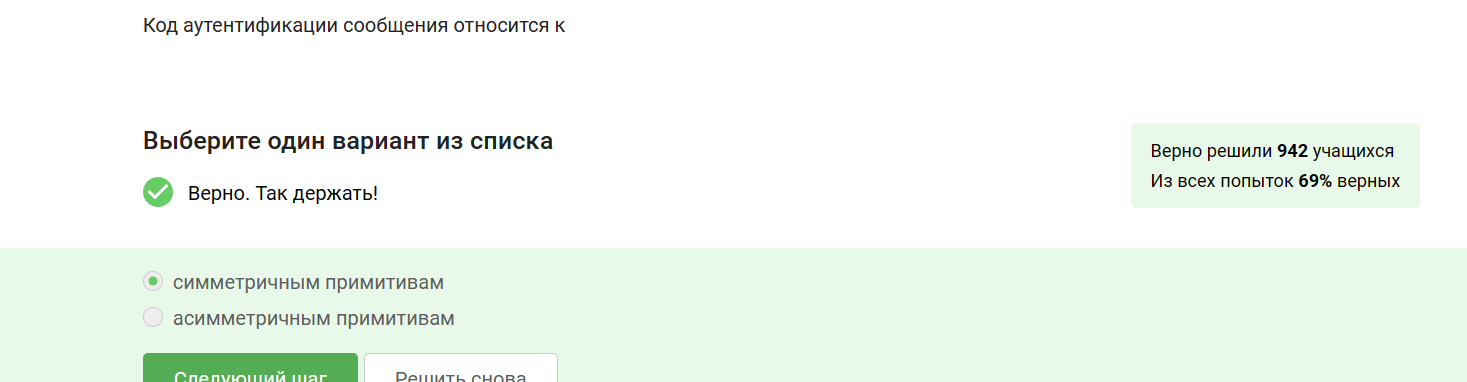 Код аутентификации сообщения относится к
Выберите один вариант из списка
Верно. Так держать!
Верно решили 942 учащихся
Из всех попыток 69% верных
симметричным примитивам
асимметричным примитивам
Следующий шаг
Решить снова